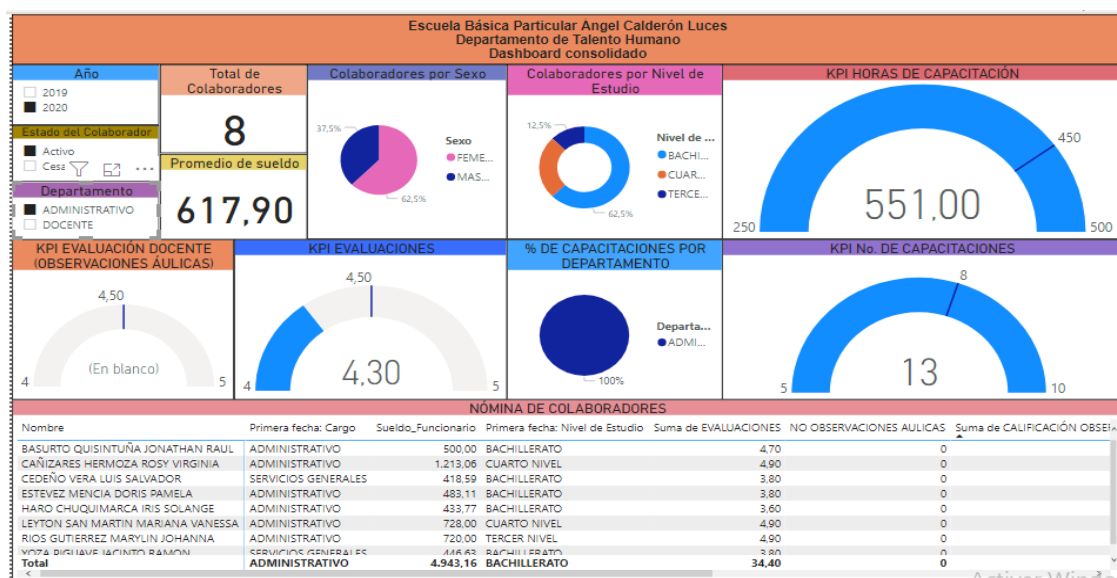 Escuela Básica Particular Angel Calderón Luces
Departamento de Talento Humano
Dashboard consolidado
Año
2019
2020
Estado del Colaborador
Activo
Cesa
Departamento
ADMINISTRATIVO
DOCENTE
Total de
Colaboradores
8
Promedio de sueldo
617,90
Colaboradores por Sexo
37,5%
62,5%
Sexo
FEME...
MAS...
Colaboradores por Nivel de
Estudio
12,5%
62,5%
Nivel de ...
BACHI...
CUAR...
TERCE...
KPI HORAS DE CAPACITACIÓN
450
551,00
250
500
KPI EVALUACIÓN DOCENTE
(OBSERVACIONES ÁULICAS)
4,50
(En blanco)
4
5
KPI EVALUACIONES
4,50
4,30
4
5
% DE CAPACITACIONES POR
DEPARTAMENTO
Departa...
ADMI...
100%
KPI No. DE CAPACITACIONES
8
13
5
10
NÓMINA DE COLABORADORES
Nombre Primera fecha: Cargo Sueldo_Funcionario Primera fecha: Nivel de Estudio Suma de EVALUACIONES NO OBSERVACIONES AULICAS Suma de CALIFICACIÓN OBSER
BASURTO QUISINTUÑA JONATHAN RAUL ADMINISTRATIVO 500,00 BACHILLERATO 4,70 0
CAÑIZARES HERMOZA ROSY VIRGINIA ADMINISTRATIVO 1.213,06 CUARTO NIVEL 4,90 0
CEDEÑO VERA LUIS SALVADOR SERVICIOS GENERALES 418,59 BACHILLERATO 3,80 0
ESTEVEZ MENCIA DORIS PAMELA ADMINISTRATIVO 483,11 BACHILLERATO 3,80 0
HARO CHUQUIMARCA IRIS SOLANGE ADMINISTRATIVO 433,77 BACHILLERATO 3,60 0
LEYTON SAN MARTIN MARIANA VANESSA ADMINISTRATIVO 728,00 CUARTO NIVEL 4,90 0
RIOS GUTIERREZ MARYLIN JOHANNA ADMINISTRATIVO 720,00 TERCER NIVEL 4,90 0
YOZA PIGUAVE JACINTO RAMON SERVICIOS GENERALES 446,63 BACHILLERATO 3,80 0
Total ADMINISTRATIVO 4.943,16 BACHILLERATO 34,40 0